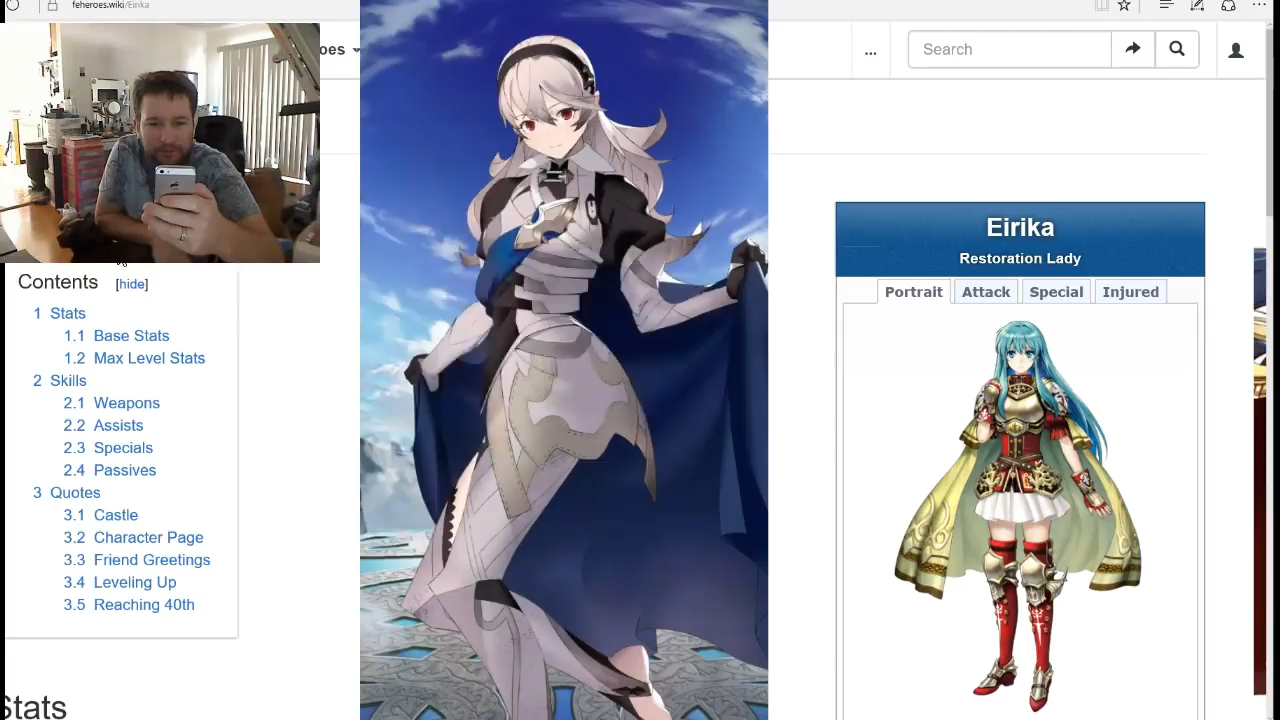 feheroes.wiki/Eirika
oes
...
Search
Contents [hide]
1 Stats
1.1 Base Stats
1.2 Max Level Stats
2 Skills
2.1 Weapons
2.2 Assists
2.3 Specials
2.4 Passives
3 Quotes
3.1 Castle
3.2 Character Page
3.3 Friend Greetings
3.4 Leveling Up
3.5 Reaching 40th
Stats
Eirika
Restoration Lady
Portrait Attack Special Injured